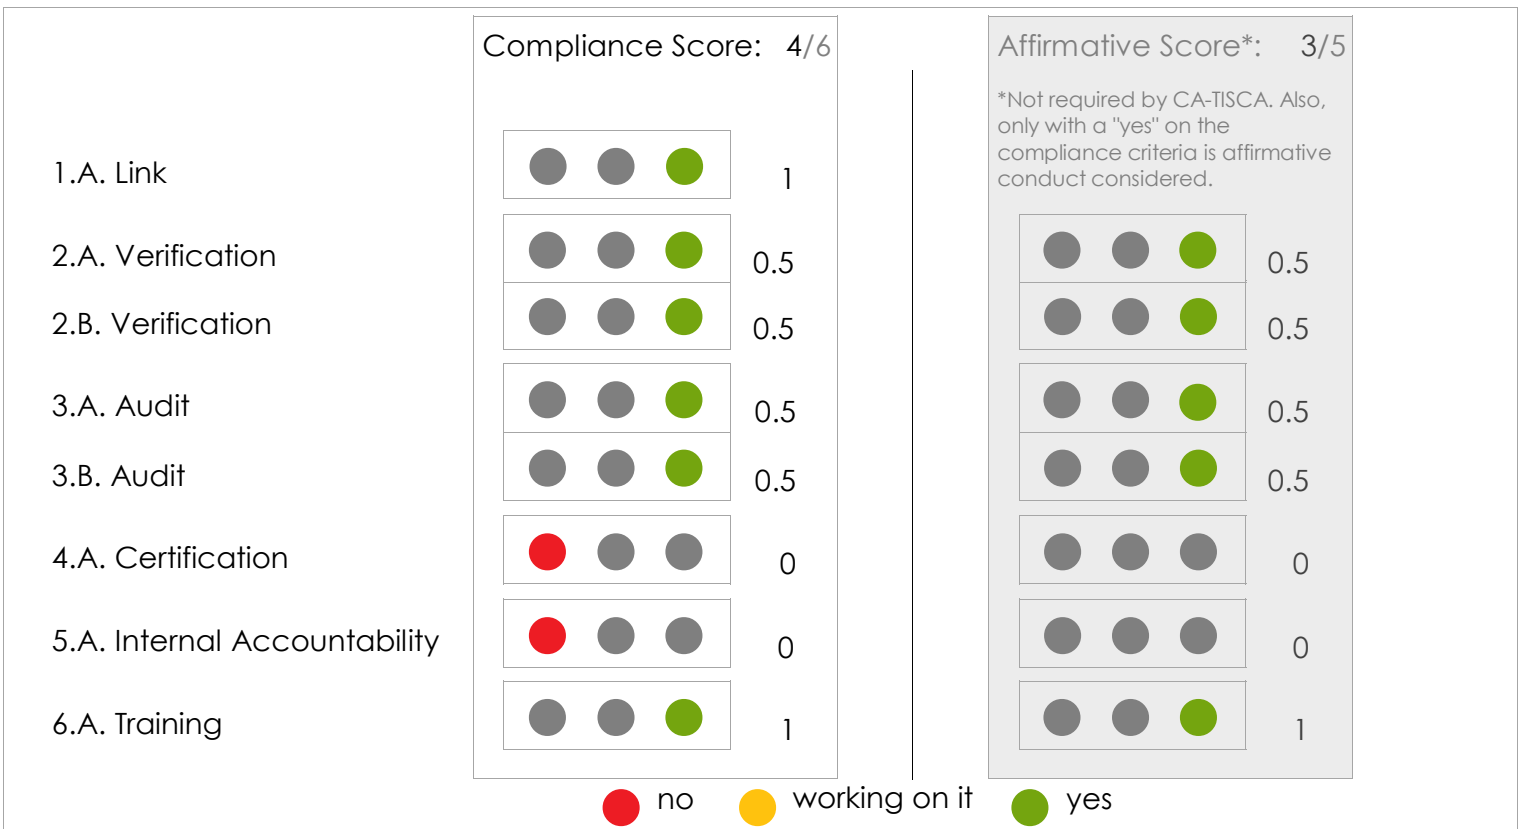 Compliance Score: 4/6
Affirmative Score*: 3/5
*Not required by CA-TISCA. Also,
only with a "yes" on the
compliance criteria is affirmative
conduct considered.
1.A. Link 1
2.A. Verification 0.5 0.5
2.B. Verification 0.5 0.5
3.A. Audit 0.5 0.5
3.B. Audit 0.5 0.5
4.A. Certification 0 0
5.A. Internal Accountability 0 0
6.A. Training 1 1
no working on it yes